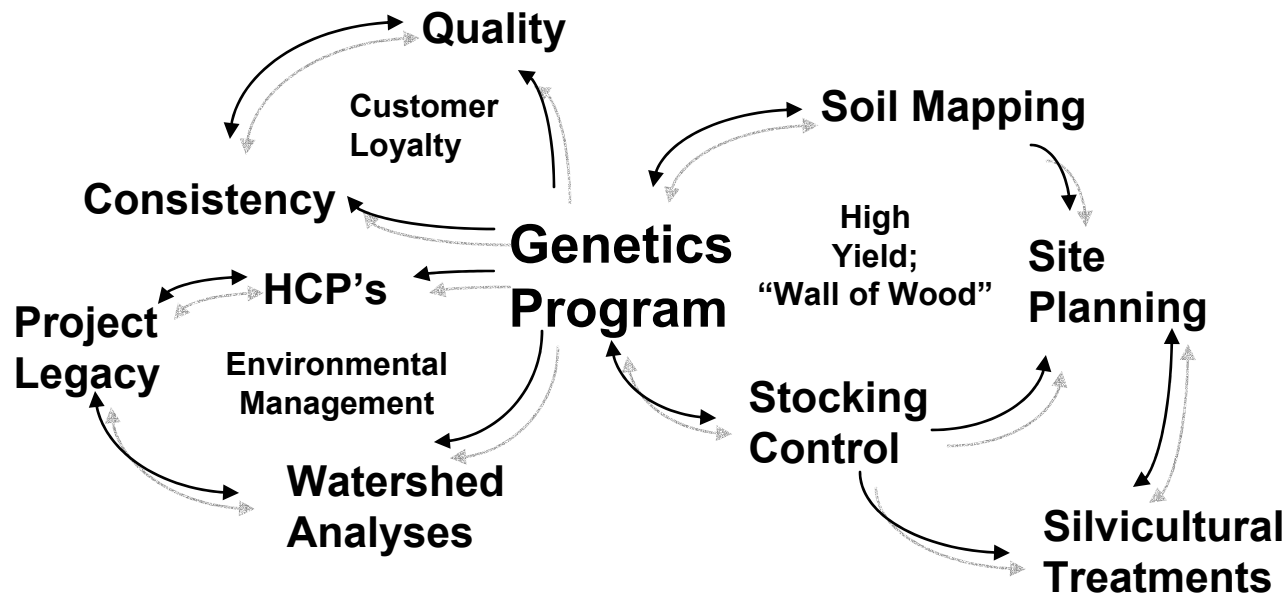 Quality
Customer
Loyalty
Soil Mapping
Consistency
Genetics
Program
High
Yield;
“Wall of Wood”
Site
Planning
HCP’s
Project
Legacy
Environmental
Management
Stocking
Control
Watershed
Analyses
Silvicultural
Treatments